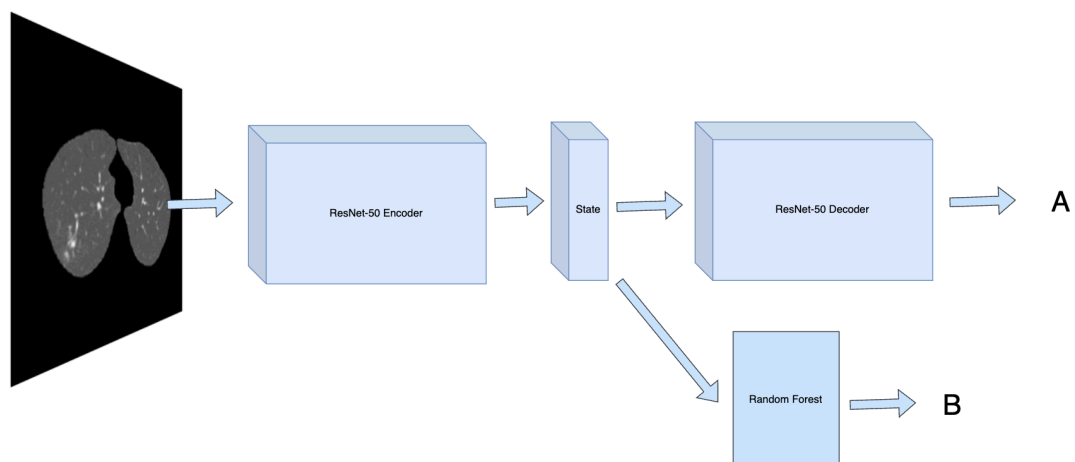 ResNet-50 Encoder
State
ResNet-50 Decoder
A
Random Forest
B